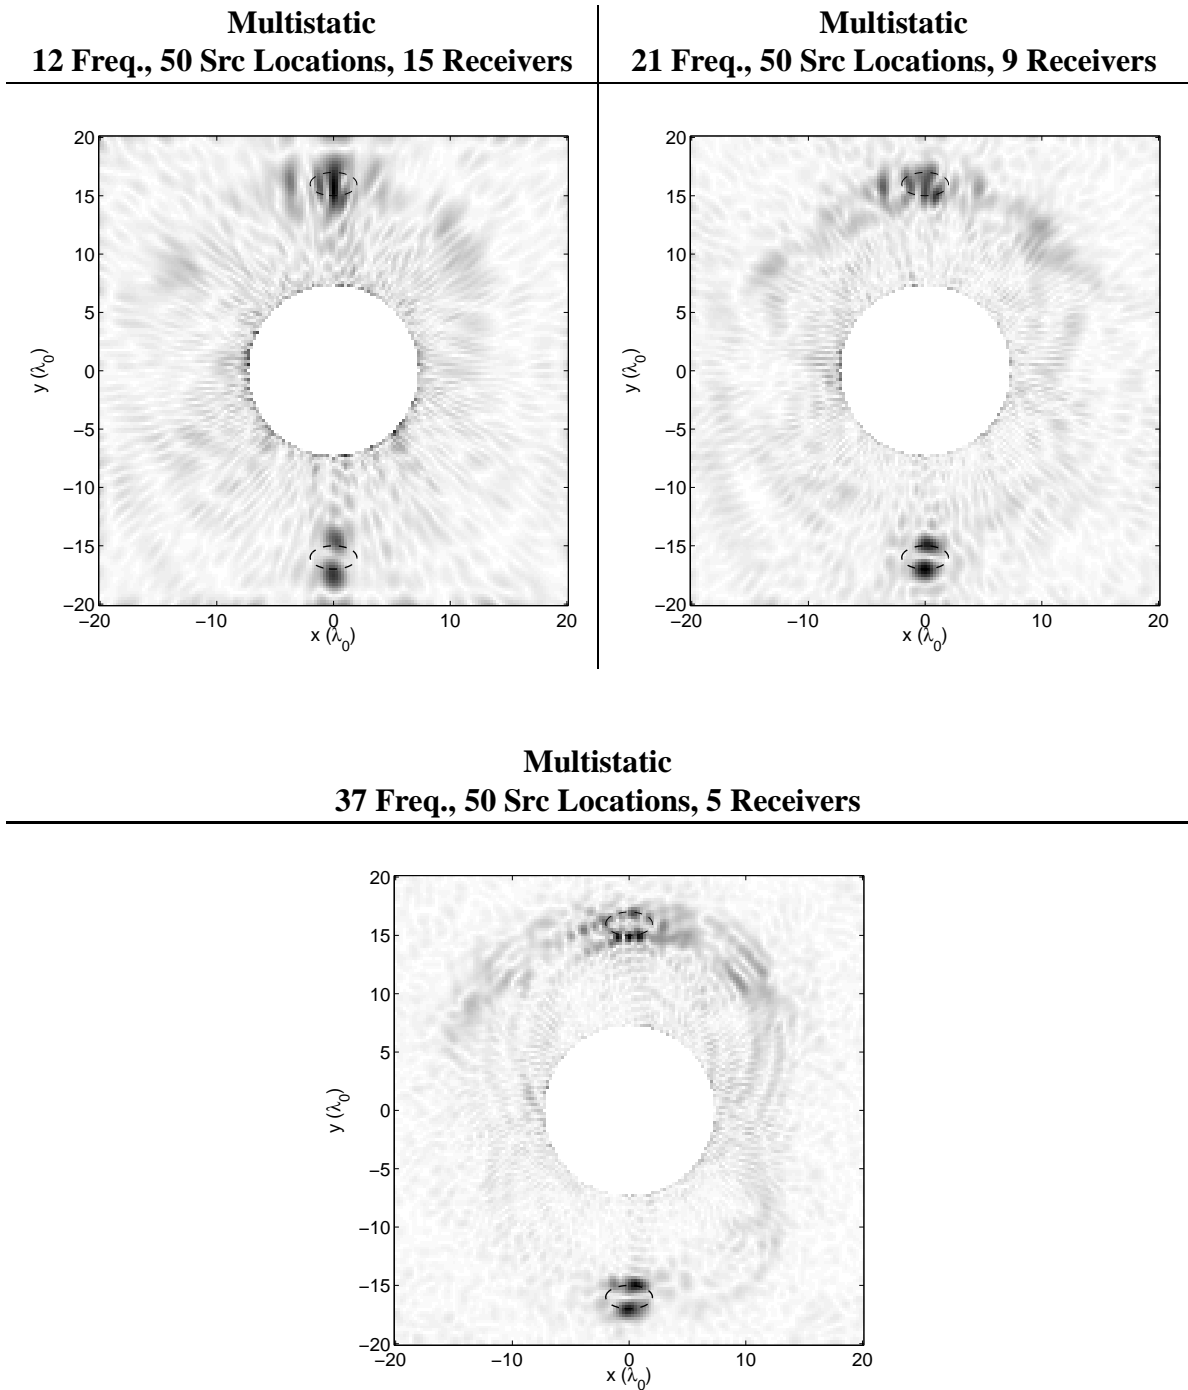 Multistatic
12 Freq., 50 Src Locations, 15 Receivers
Multistatic
21 Freq., 50 Src Locations, 9 Receivers
20
15
10
5
0
−5
−10
−15
−20
y (λ0)
−20 −10 0 10 20
x (λ0)
20
15
10
5
0
−5
−10
−15
−20
y (λ0)
−20 −10 0 10 20
x (λ0)
Multistatic
37 Freq., 50 Src Locations, 5 Receivers
20
15
10
5
0
−5
−10
−15
−20
y (λ0)
−20 −10 0 10 20
x (λ0)